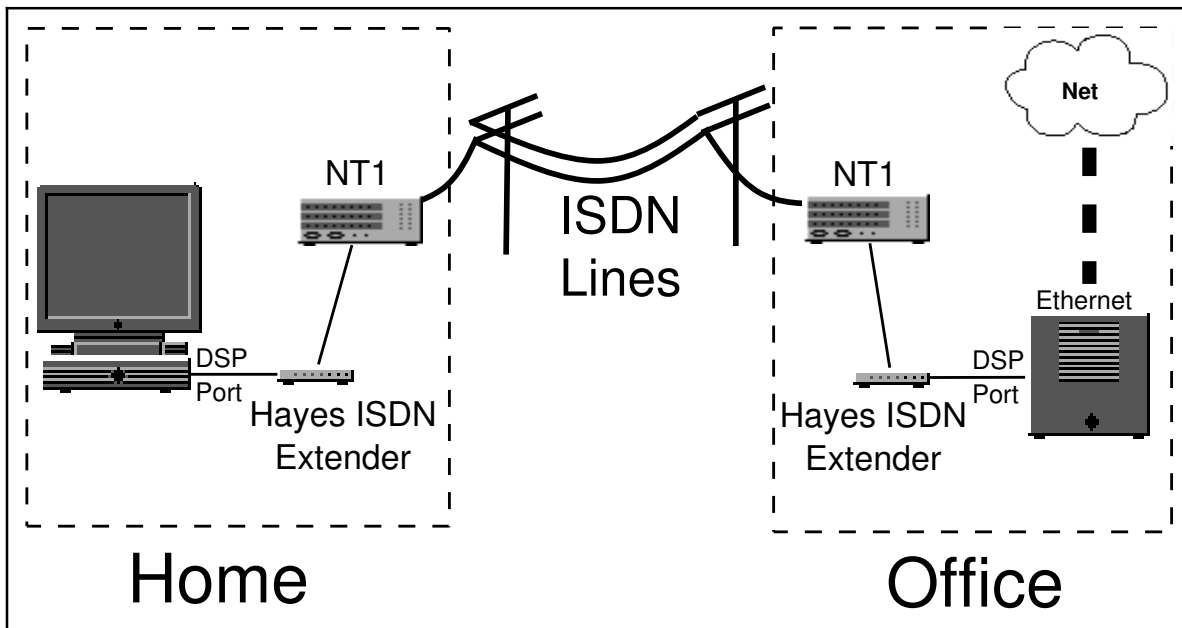 Net
NT1
NT1
ISDN
Lines
Ethernet
DSP
Port
DSP
Port
Hayes ISDN
Extender
Hayes ISDN
Extender
Home
Office